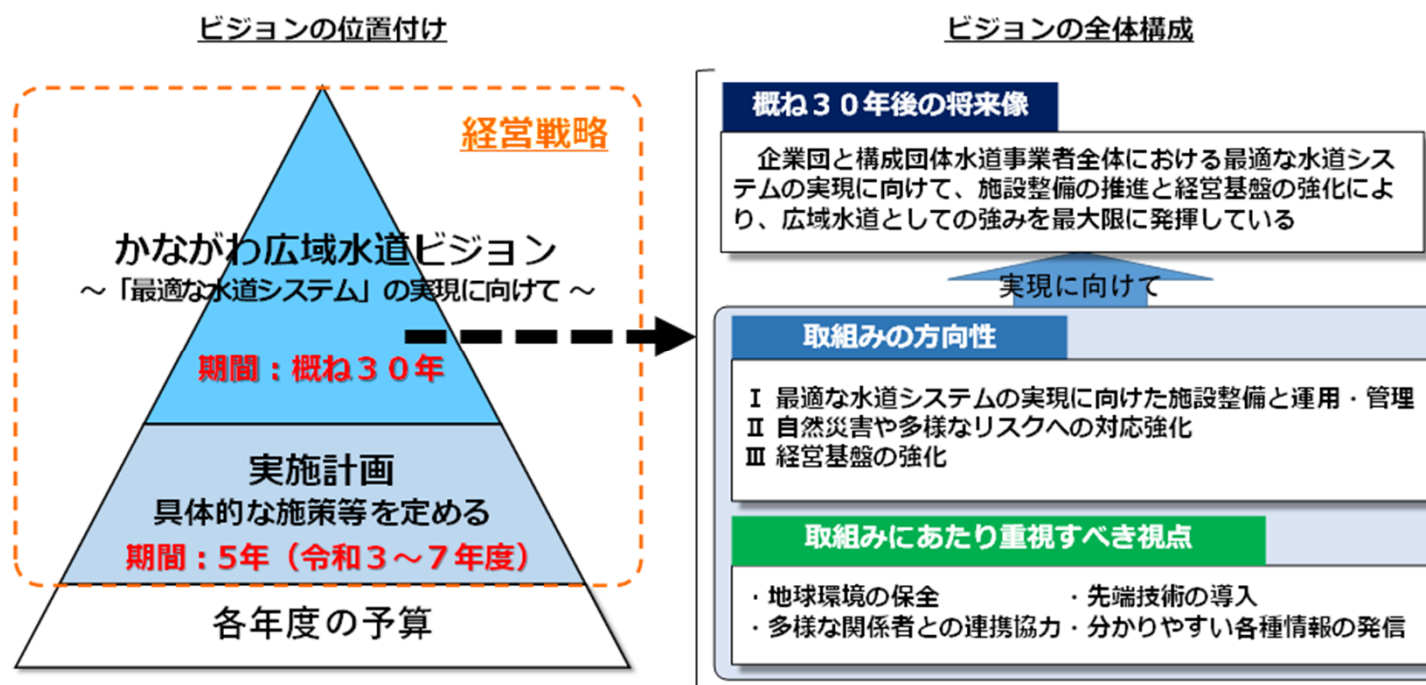 ビジョンの位置付け
経営戦略
かながわ広域水道ビジョン
～「最適な水道システム」の実現に向けて～
期間：概ね３０年
実施計画
具体的な施策等を定める
期間：5年（令和３～７年度）
各年度の予算
ビジョンの全体構成
概ね３０年後の将来像
企業団と構成団体水道事業者全体における最適な水道シス
テムの実現に向けて、施設整備の推進と経営基盤の強化によ
り、広域水道としての強みを最大限に発揮している
実現に向けて
取組みの方向性
Ⅰ 最適な水道システムの実現に向けた施設整備と運用・管理
Ⅱ 自然災害や多様なリスクへの対応強化
Ⅲ 経営基盤の強化
取組みにあたり重視すべき視点
・地球環境の保全 ・先端技術の導入
・多様な関係者との連携協力・分かりやすい各種情報の発信